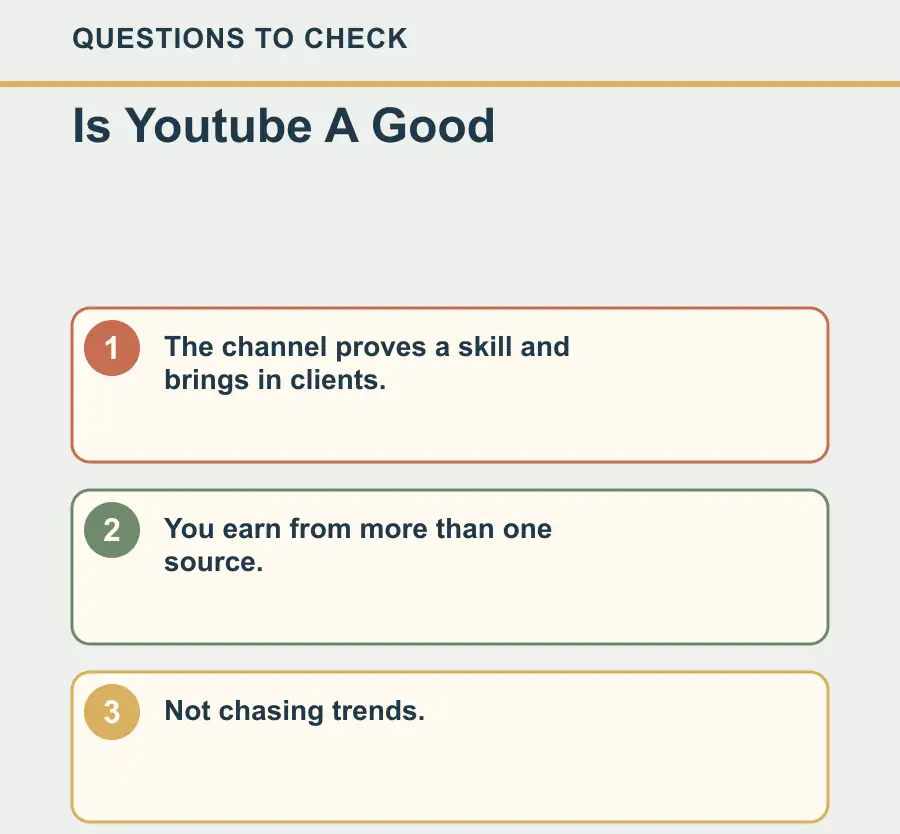 QUESTIONS TO CHECK
Is Youtube A Good
1
The channel proves a skill and
brings in clients.
2
You earn from more than one
source.
3
Not chasing trends.